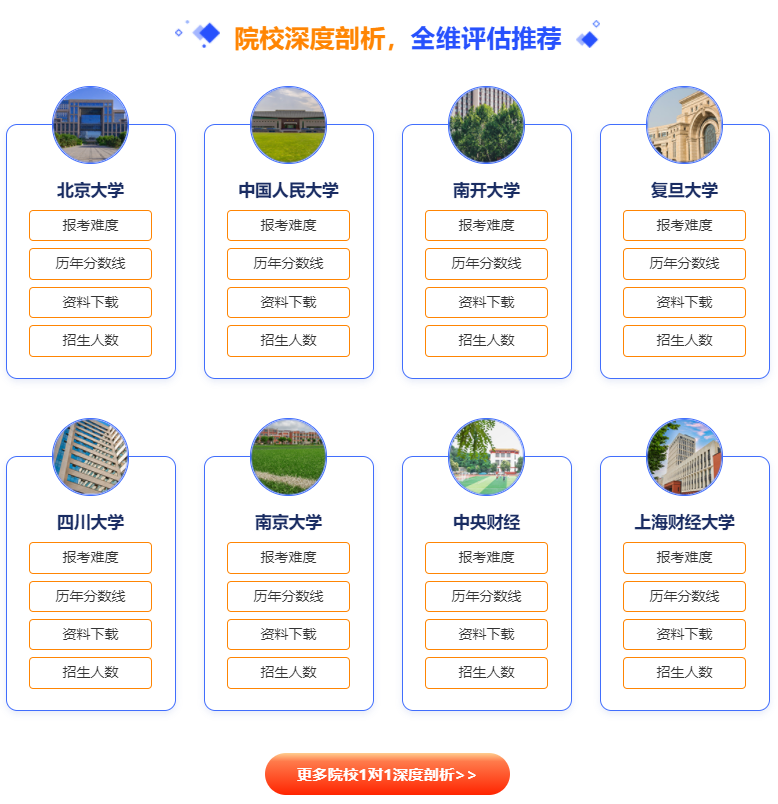 院校深度剖析，全维评估推荐
北京大学
报考难度
历年分数线
资料下载
招生人数
中国人民大学
报考难度
历年分数线
资料下载
招生人数
南开大学
报考难度
历年分数线
资料下载
招生人数
复旦大学
报考难度
历年分数线
资料下载
招生人数
四川大学
报考难度
历年分数线
资料下载
招生人数
南京大学
报考难度
历年分数线
资料下载
招生人数
中央财经
报考难度
历年分数线
资料下载
招生人数
上海财经大学
报考难度
历年分数线
资料下载
招生人数
更多院校1对1深度剖析>>